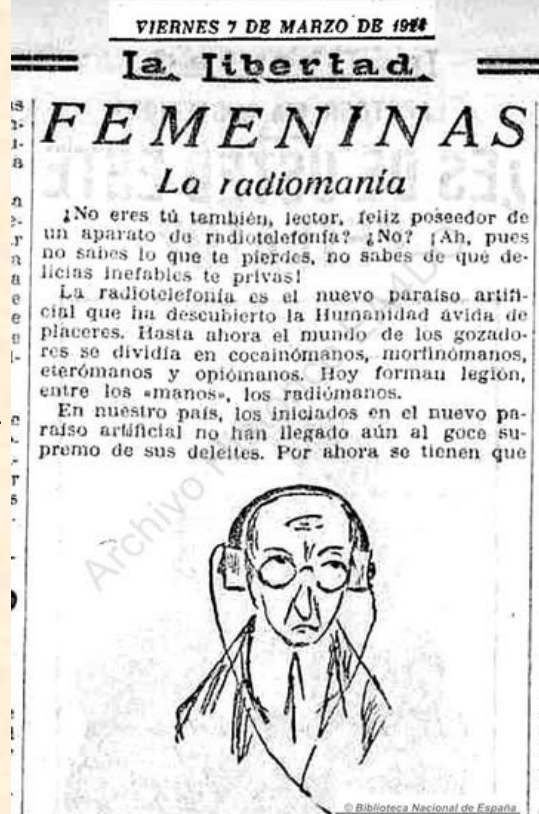 VIERNES 7 DE MARZO DE 1924
La Libertad
FEMENINAS
La radiomanía
¿No eres tú también, lector, feliz poseedor de
un aparato de radiotelefonía? ¿No? ¡Ah, pues
no sabes lo que te pierdes, no sabes de qué de-
licias inefables te privas!
La radiotelefonía es el nuevo paraíso artifi-
cial que ha descubierto la Humanidad ávida de
placeres. Hasta ahora el mundo de los gozado-
res se dividía en cocainómanos, morfinómanos,
eterómanos y opiómanos. Hoy forman legión,
entre los «manos», los radiómanos.
En nuestro país, los iniciados en el nuevo pa-
raíso artificial no han llegado aún al goce su-
premo de sus deleites. Por ahora se tienen que
© Biblioteca Nacional de España